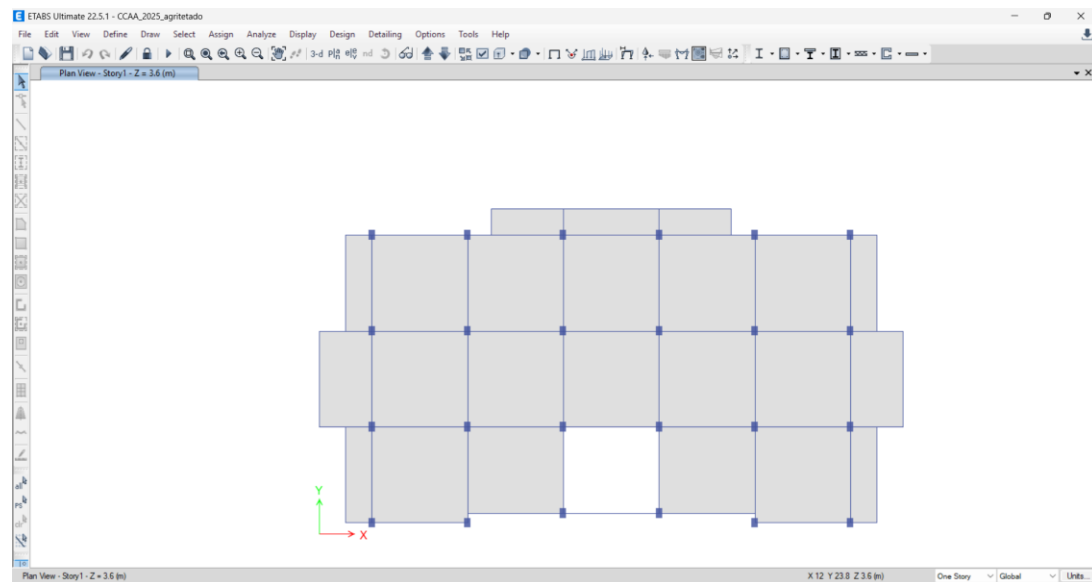 ETABS Ultimate 22.5.1 - CCAA_2025_agritetado
File Edit View Define Draw Select Assign Analyze Display Design Detailing Options Tools Help
3-d nd
Plan View - Story1 - Z = 3.6 (m)
Y
X
Plan View - Story1 - Z = 3.6 (m) X 12 Y 23.8 Z 3.6 (m) One Story Global Units